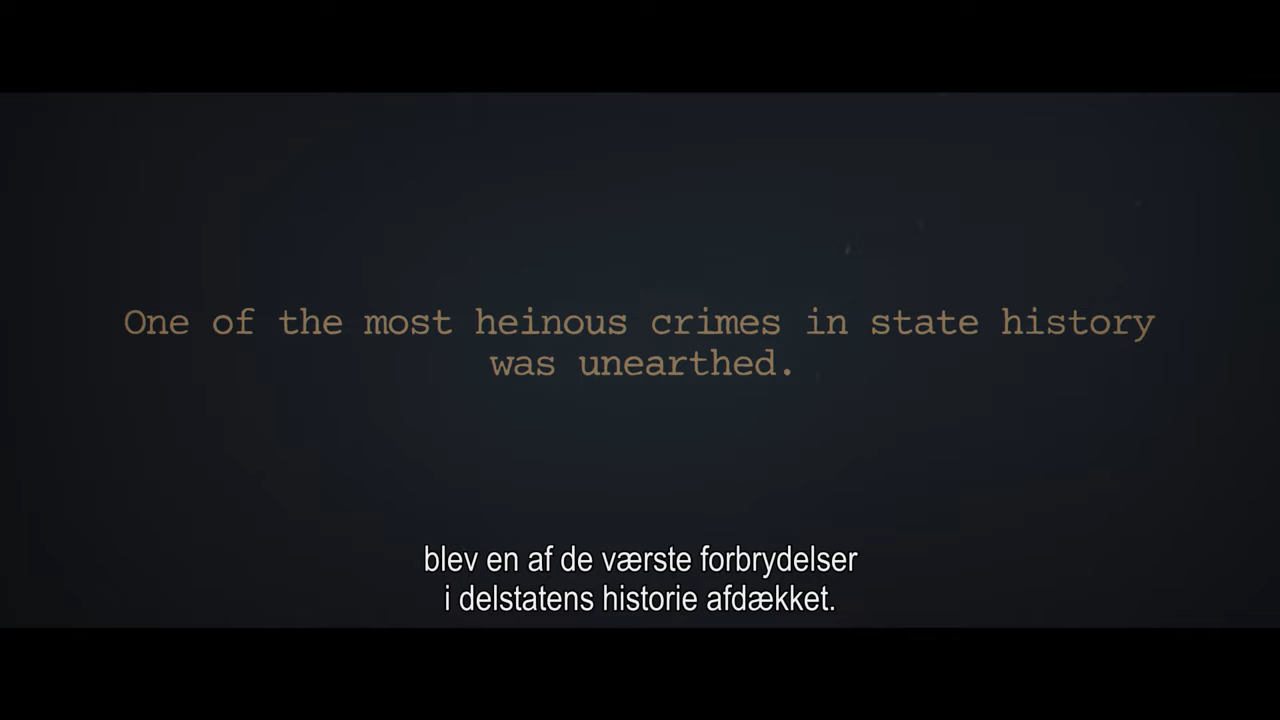 One of the most heinous crimes in state history
was unearthed.
blev en af de værste forbrydelser
i delstatens historie afdækket.